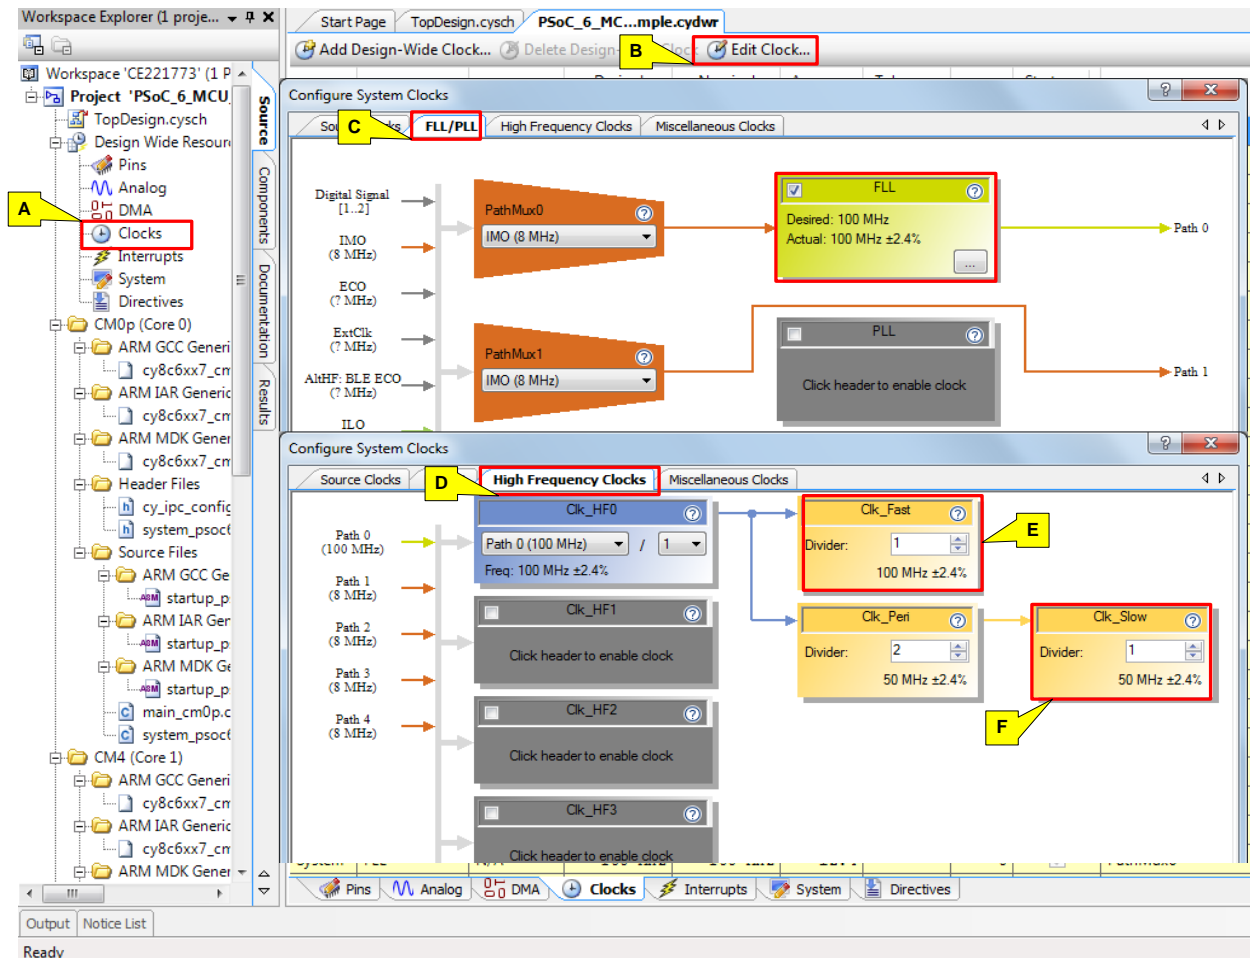 Workspace Explorer (1 proje...
Start Page
TopDesign.cysch
PSoC_6_MC...mple.cydwr
Add Design-Wide Clock...
Delete Design-
Clock
Edit Clock...
B
Workspace 'CE221773' (1 P
Project 'PSoC_6_MCU_
TopDesign.cysch
Design Wide Resour
Pins
Analog
DMA
Clocks
Interrupts
System
Directives
A
CM0p (Core 0)
ARM GCC Generi
cy8c6xx7_cm
ARM IAR Generic
cy8c6xx7_cm
ARM MDK Gener
cy8c6xx7_cm
Header Files
cy_ipc_config
system_psoc6
Source Files
ARM GCC Ge
startup_p
ARM IAR Ger
startup_p
ARM MDK Ge
startup_p
main_cm0p.c
system_psoc6
CM4 (Core 1)
ARM GCC Generi
cy8c6xx7_cm
ARM IAR Generic
cy8c6xx7_cm
ARM MDK Gener
Source
Components
Documentation
Results
Configure System Clocks
C
FLL/PLL
High Frequency Clocks
Miscellaneous Clocks
Digital Signal
[1..2]
IMO
(8 MHz)
ECO
(? MHz)
ExtClk
(? MHz)
AltHF: BLE ECO
(? MHz)
ILO
PathMux0
IMO (8 MHz)
FLL
Desired: 100 MHz
Actual: 100 MHz ±2.4%
...
Path 0
PathMux1
IMO (8 MHz)
PLL
Click header to enable clock
Path 1
Configure System Clocks
Source Clocks
D
High Frequency Clocks
Miscellaneous Clocks
Path 0
(100 MHz)
Path 1
(8 MHz)
Path 2
(8 MHz)
Path 3
(8 MHz)
Path 4
(8 MHz)
Clk_HF0
Path 0 (100 MHz) / 1
Freq: 100 MHz ±2.4%
Clk_HF1
Click header to enable clock
Clk_HF2
Click header to enable clock
Clk_HF3
Click header to enable clock
Clk_Fast
Divider: 1
100 MHz ±2.4%
E
Clk_Peri
Divider: 2
50 MHz ±2.4%
Clk_Slow
Divider: 1
50 MHz ±2.4%
F
Pins
Analog
DMA
Clocks
Interrupts
System
Directives
Output
Notice List
Ready